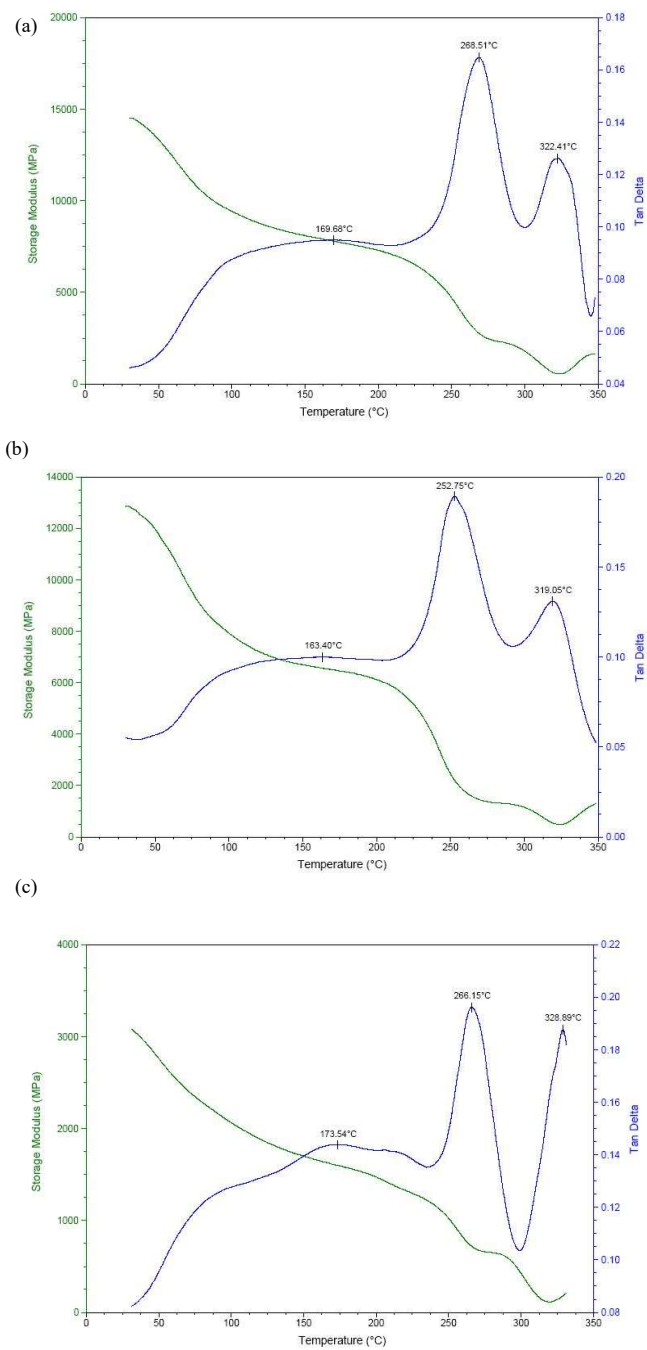 (a)
20000
15000
10000
5000
0
Storage Modulus (MPa)
0.18
0.16
0.14
0.12
0.10
0.08
0.06
0.04
Tan Delta
268.51°C
322.41°C
169.68°C
0 50 100 150 200 250 300 350
Temperature (°C)
(b)
14000
12000
10000
8000
6000
4000
2000
0
Storage Modulus (MPa)
0.20
0.15
0.10
0.05
0.00
Tan Delta
252.75°C
319.05°C
163.40°C
0 50 100 150 200 250 300 350
Temperature (°C)
(c)
4000
3000
2000
1000
0
Storage Modulus (MPa)
0.22
0.20
0.18
0.16
0.14
0.12
0.10
0.08
Tan Delta
266.15°C
328.89°C
173.54°C
0 50 100 150 200 250 300 350
Temperature (°C)